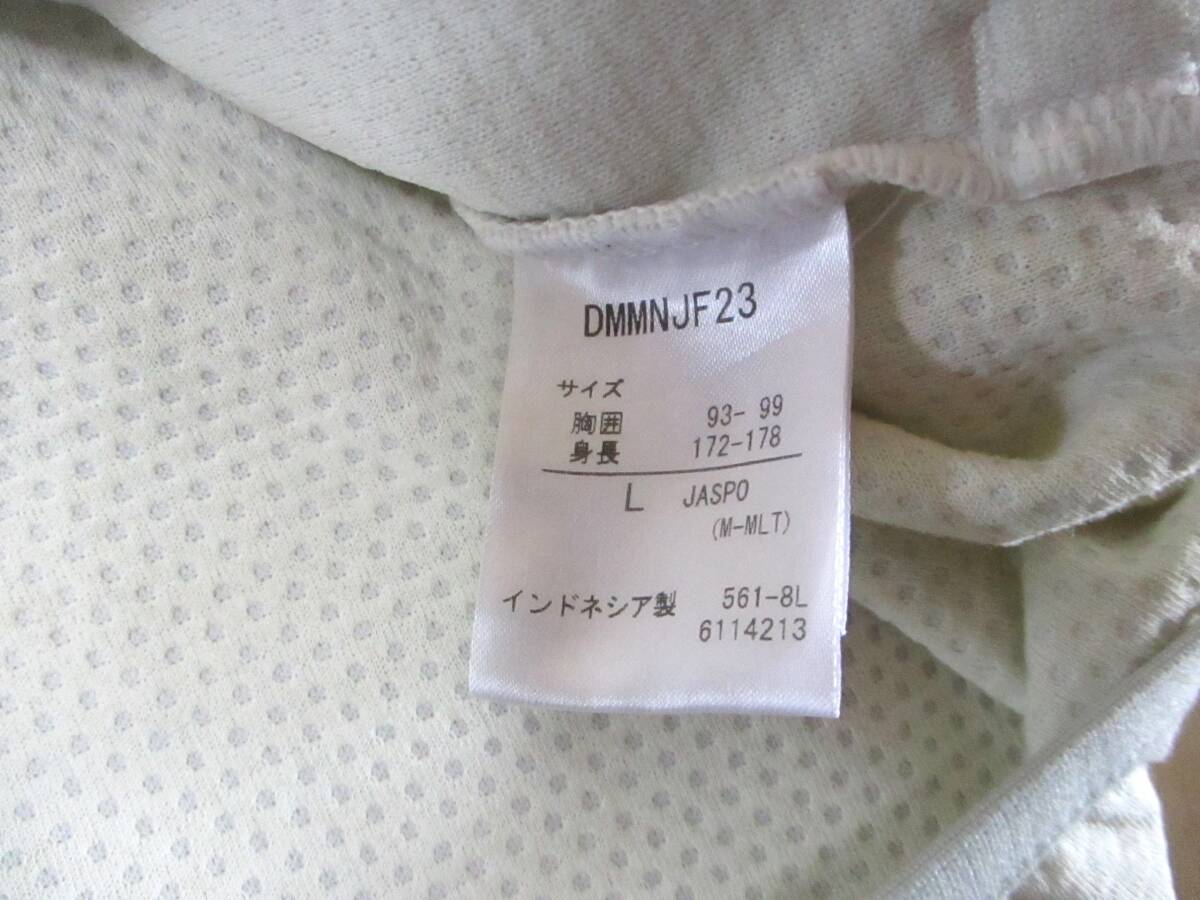 DMMNJF23
サイズ
胸囲 93- 99
身長 172-178
L JASPO
(M-MLT)
インドネシア製 561-8L
6114213